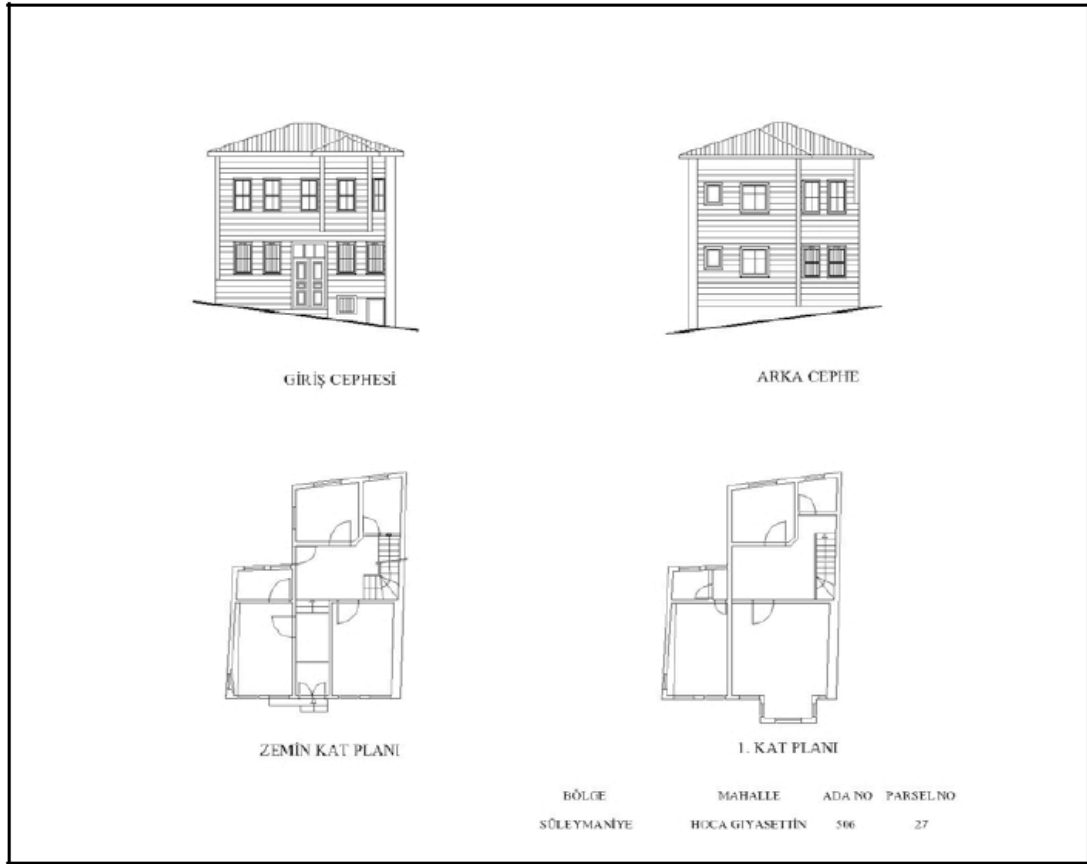 GİRİŞ CEPHESİ
ARKA CEPHE
ZEMİN KAT PLANI
1. KAT PLANI
BÖLGE MAHALLE ADA NO PARSEL NO
SÜLEYMANİYE HOCA GIYASETTİN 506 27